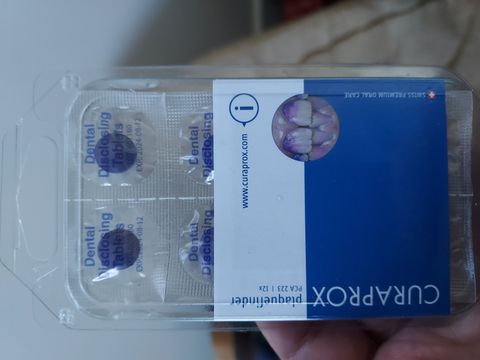 SWISS PREMIUM ORAL CARE
www.curaprox.com
CURAPROX
plaquefinder
PCA 223 | 12x
Dental
Disclosing
Tablets
Dental
Disclosing
Dental
Disclosing
Tablets
Dental
Disclosing